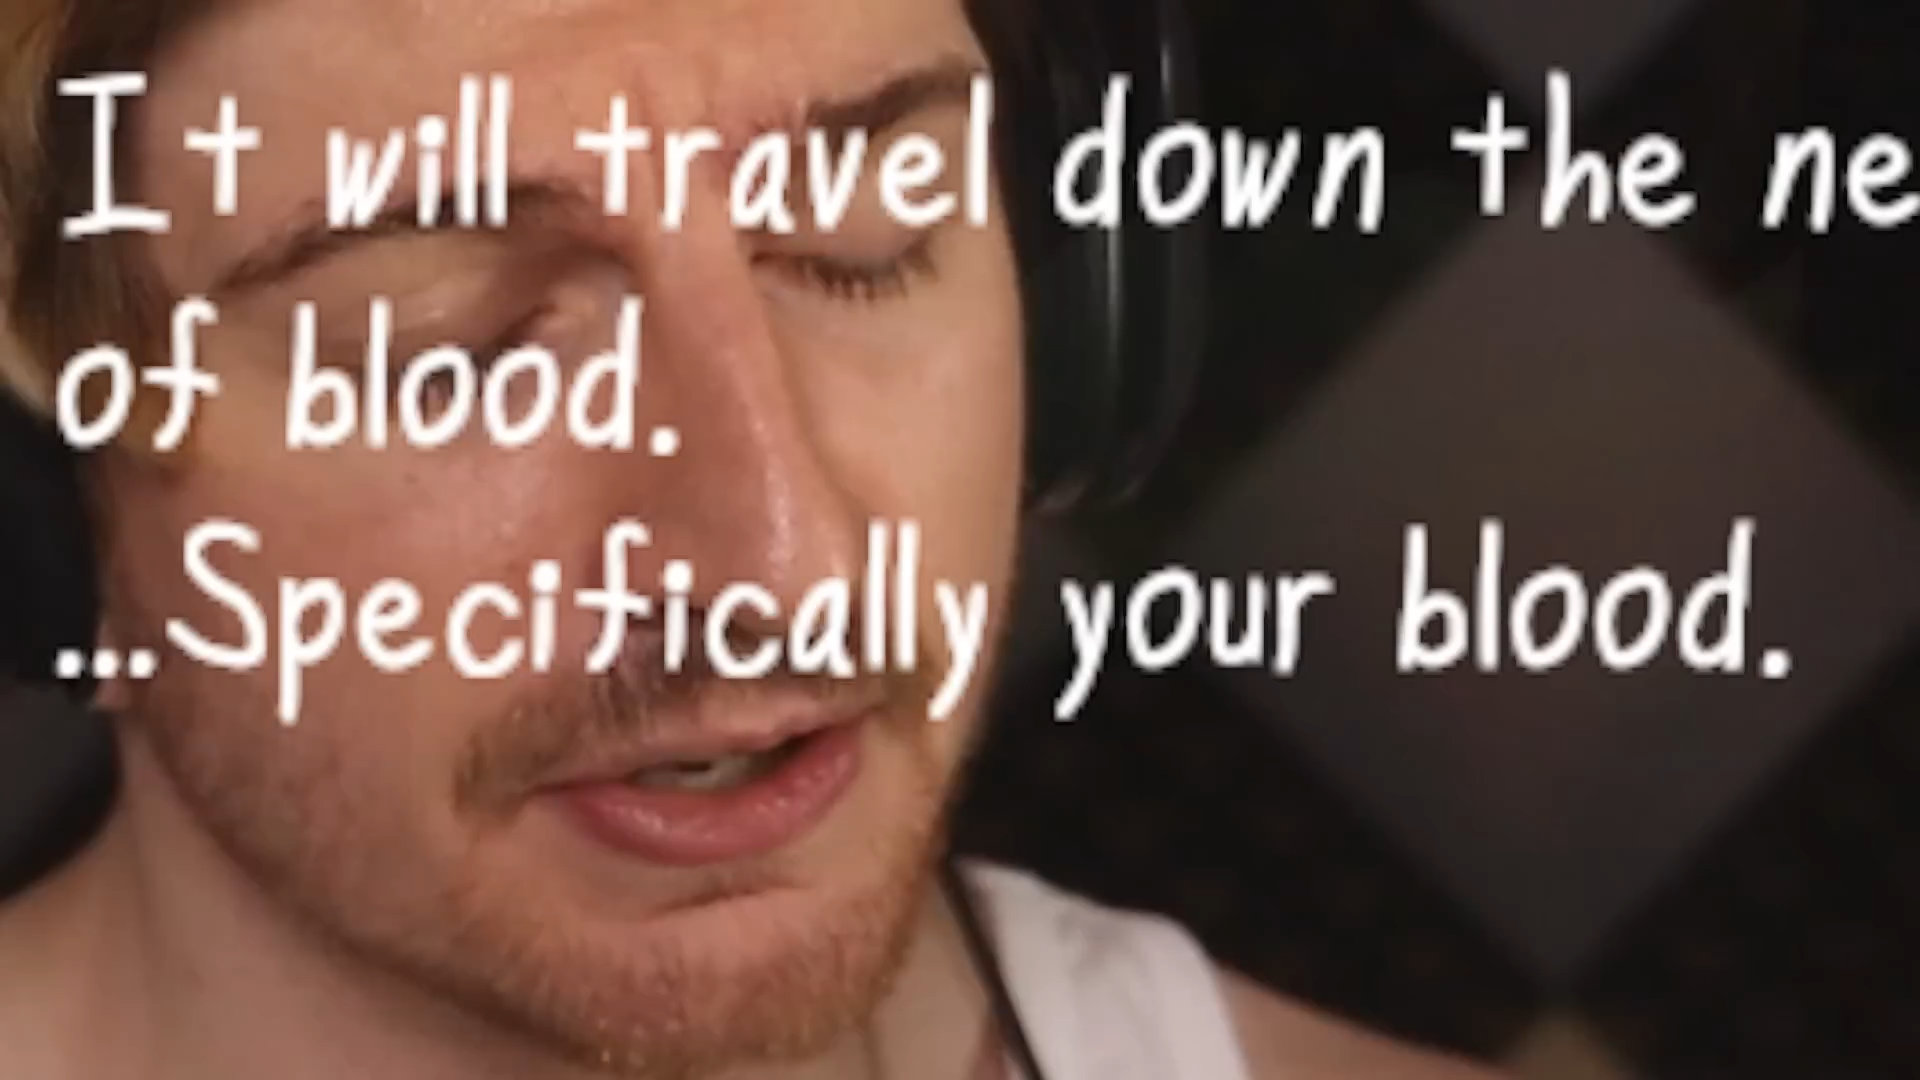 It will travel down the
of blood.
...Specifically your blood.